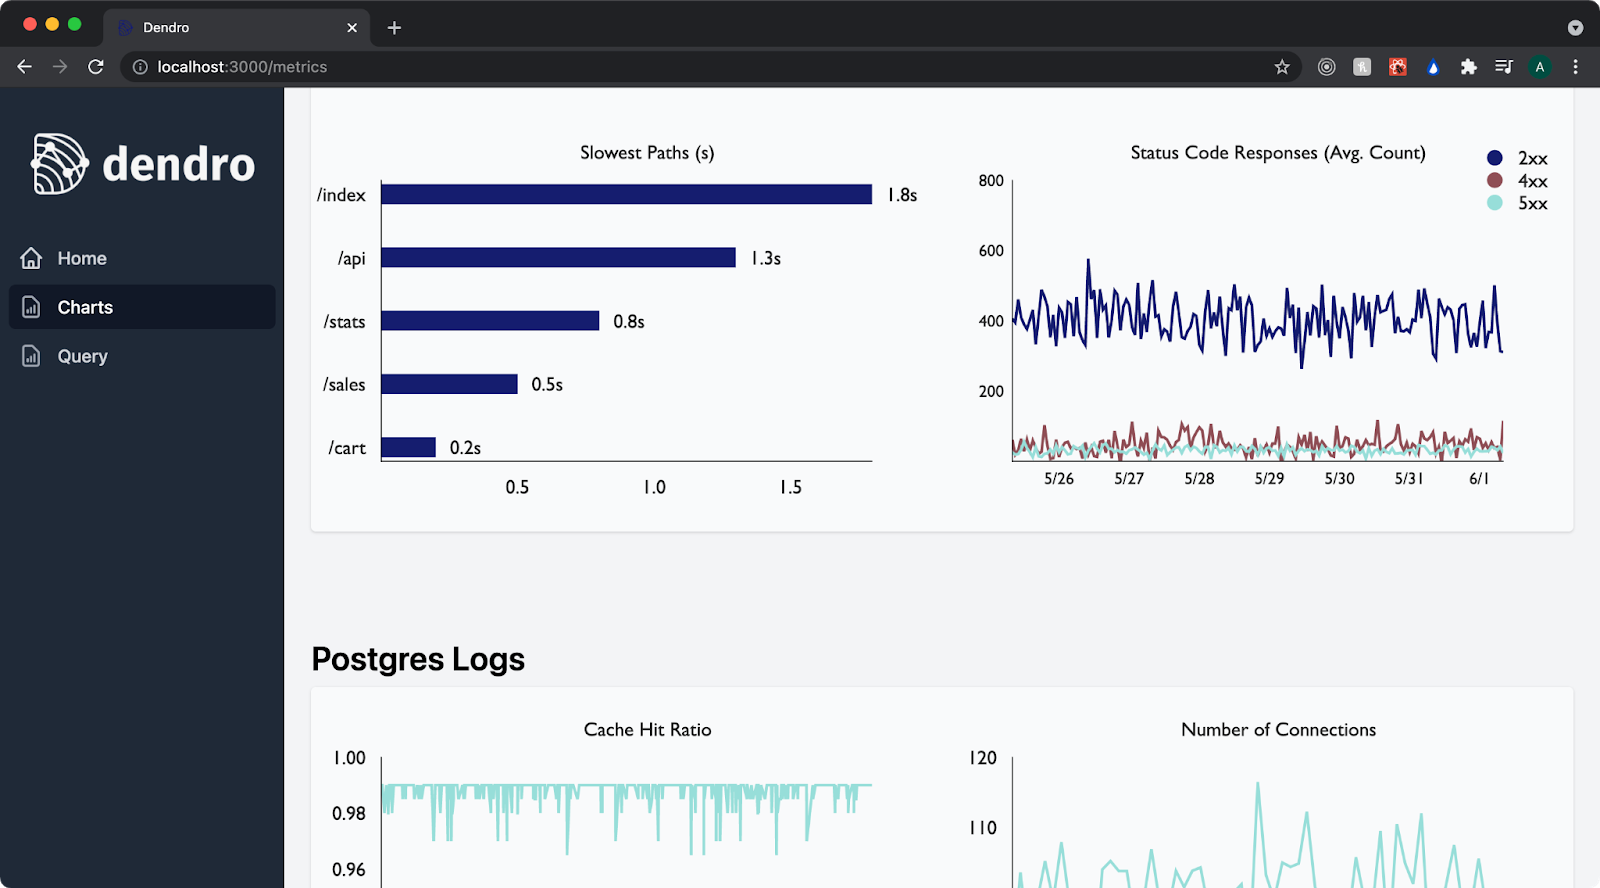 Dendro
localhost:3000/metrics
A
dendro
Home
Charts
Query
Slowest Paths (s)
/index
1.8s
/api
1.3s
/stats
0.8s
/sales
0.5s
/cart
0.2s
0.5
1.0
1.5
Status Code Responses (Avg. Count)
2xx
4xx
5xx
800
600
400
200
5/26
5/27
5/28
5/29
5/30
5/31
6/1
Postgres Logs
Cache Hit Ratio
1.00
0.98
0.96
Number of Connections
120
110